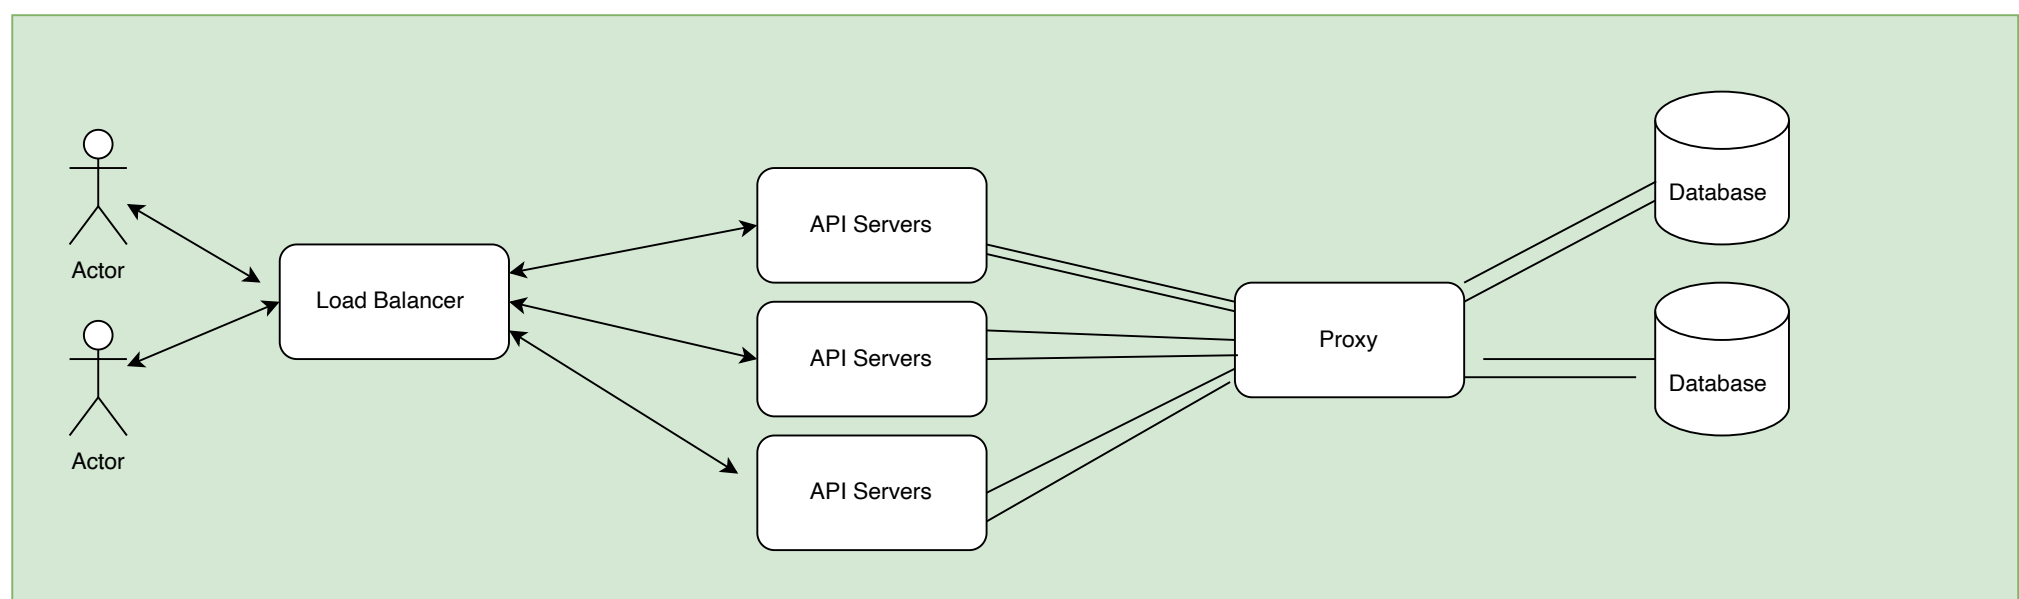 Actor
Actor
Load Balancer
API Servers
API Servers
API Servers
Proxy
Database
Database